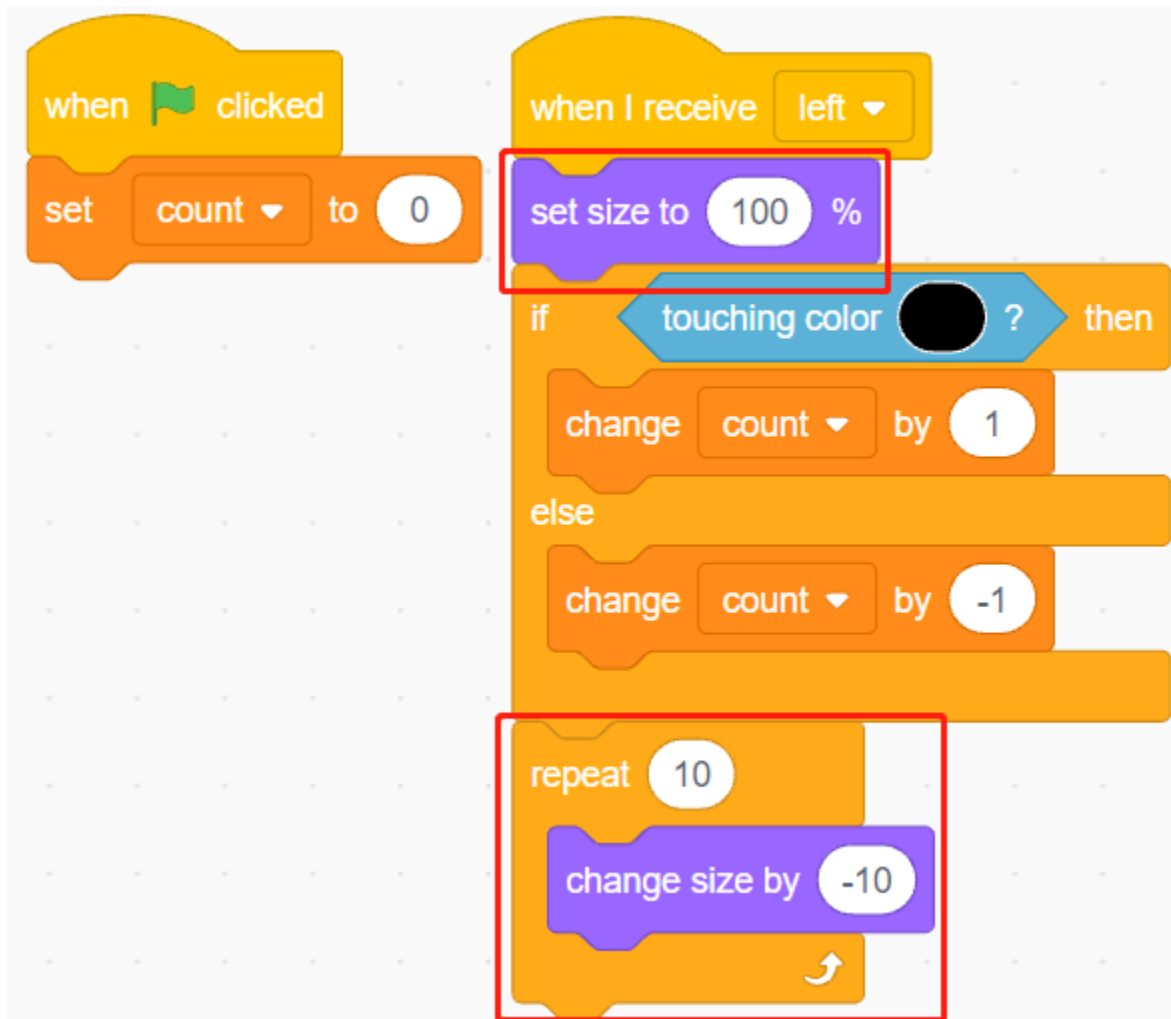 when clicked
set count to 0
when I receive left
set size to 100 %
if touching color ? then
change count by 1
else
change count by -1
repeat 10
change size by -10